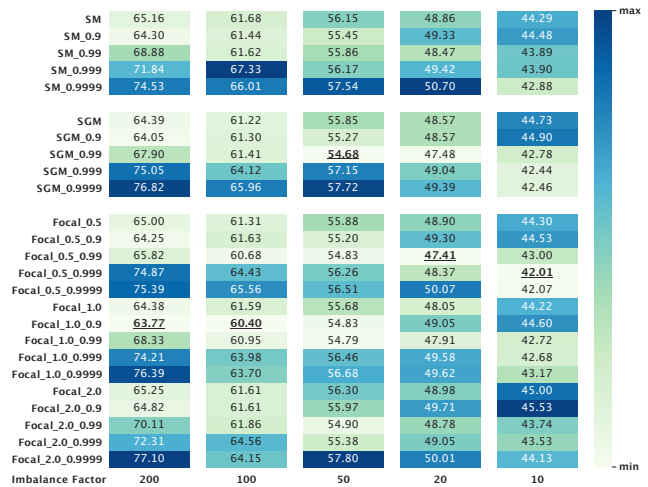 SM 65.16 61.68 56.15 48.86 44.29 max
SM_0.9 64.30 61.44 55.45 49.33 44.48
SM_0.99 68.88 61.62 55.86 48.47 43.89
SM_0.999 71.84 67.33 56.17 49.42 43.90
SM_0.9999 74.53 66.01 57.54 50.70 42.88
SGM 64.39 61.22 55.85 48.57 44.73
SGM_0.9 64.05 61.30 55.27 48.57 44.90
SGM_0.99 67.90 61.41 54.68 47.48 42.78
SGM_0.999 75.05 64.12 57.15 49.04 42.44
SGM_0.9999 76.82 65.96 57.72 49.39 42.46
Focal_0.5 65.00 61.31 55.88 48.90 44.30
Focal_0.5_0.9 64.25 61.63 55.20 49.30 44.53
Focal_0.5_0.99 65.82 60.68 54.83 47.41 43.00
Focal_0.5_0.999 74.87 64.43 56.26 48.37 42.01
Focal_0.5_0.9999 75.39 65.56 56.51 50.07 42.07
Focal_1.0 64.38 61.59 55.68 48.05 44.22
Focal_1.0_0.9 63.77 60.40 54.83 49.05 44.60
Focal_1.0_0.99 68.33 60.95 54.79 47.91 42.72
Focal_1.0_0.999 74.21 63.98 56.46 49.58 42.68
Focal_1.0_0.9999 76.39 63.70 56.68 49.62 43.17
Focal_2.0 65.25 61.61 56.30 48.98 45.00
Focal_2.0_0.9 64.82 61.61 55.97 49.71 45.53
Focal_2.0_0.99 70.11 61.86 54.90 48.78 43.74
Focal_2.0_0.999 72.31 64.56 55.38 49.05 43.53
Focal_2.0_0.9999 77.10 64.15 57.80 50.01 44.13 min
Imbalance Factor 200 100 50 20 10